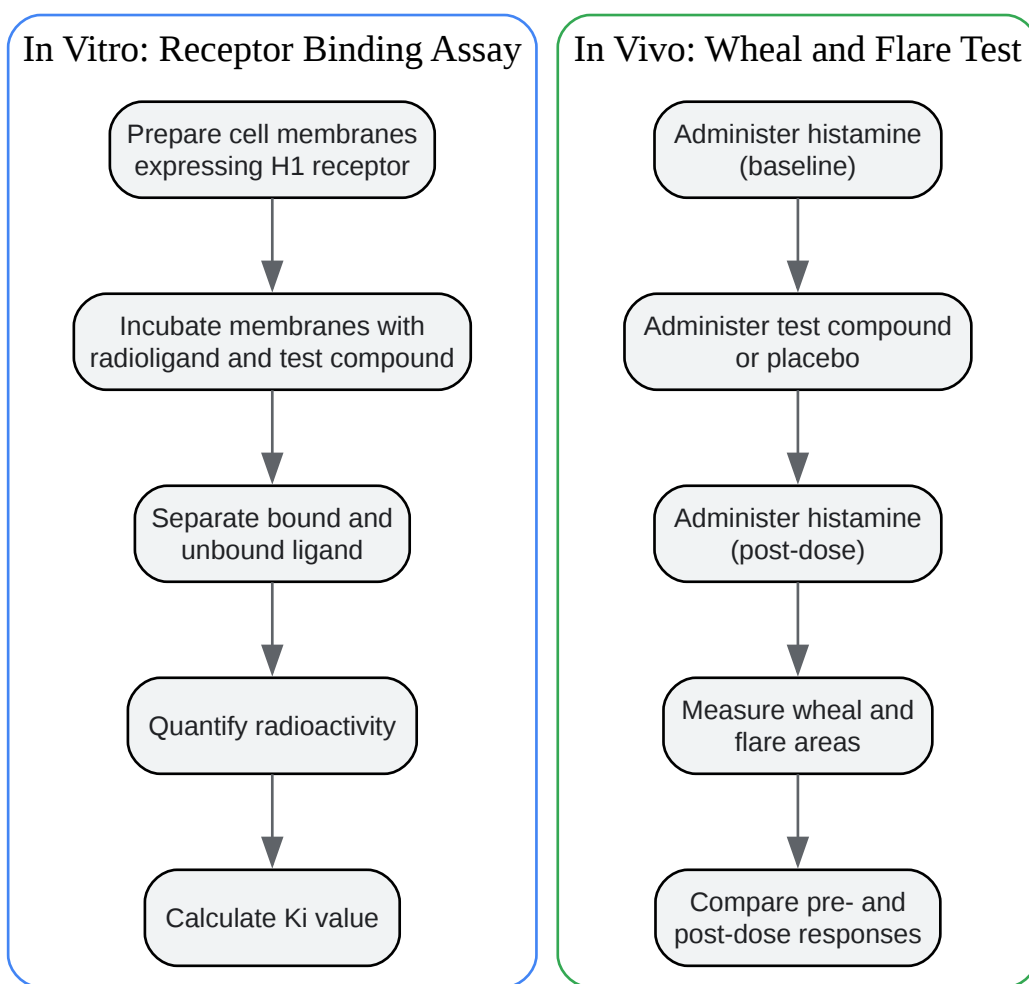 In Vitro: Receptor Binding Assay
Prepare cell membranes
expressing H1 receptor
Incubate membranes with
radioligand and test compound
Separate bound and
unbound ligand
Quantify radioactivity
Calculate Ki value
In Vivo: Wheal and Flare Test
Administer histamine
(baseline)
Administer test compound
or placebo
Administer histamine
(post-dose)
Measure wheal and
flare areas
Compare pre- and
post-dose responses